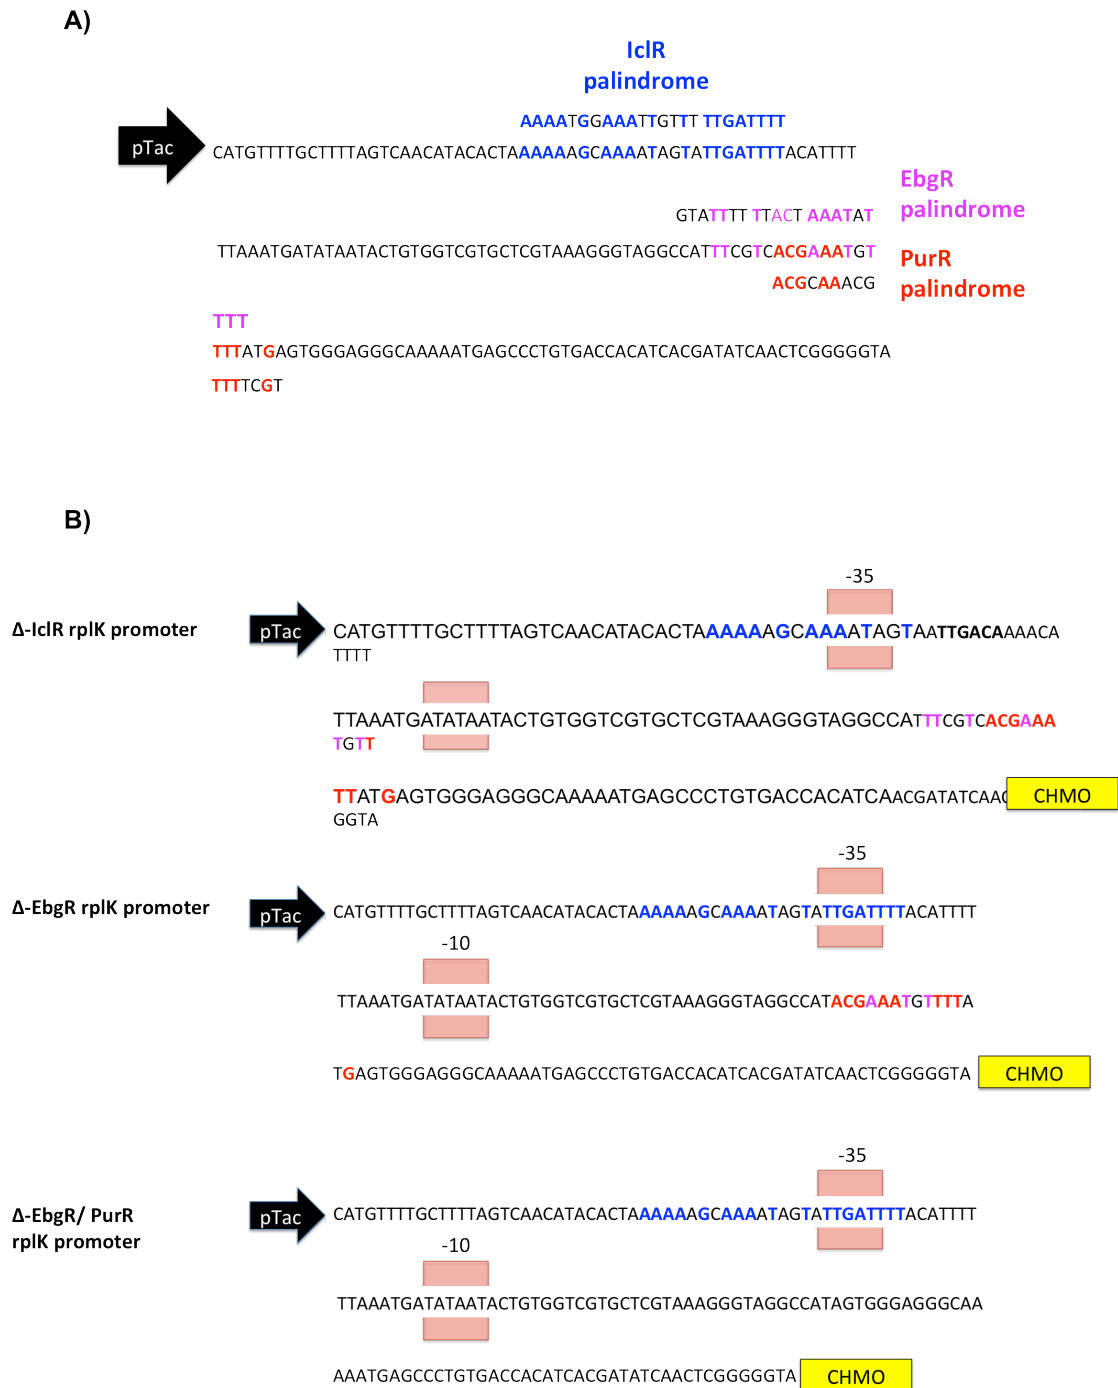 A)
IclR
palindrome
AAAATGGAAATTGTTT TTGATTTT
pTac
CATGTTTTGCTTTTAGTCAACATACACTAAAAAAGCAAAATAGTATTGATTTTACATTTT
EbgR
palindrome
GTATTTT TTACT AAATAT
TTAAATGATATAATACTGTGGTCGTGCTCGTAAAGGGTAGGCCATTTCGTCACGAAATGT
PurR
palindrome
ACGCAAACG
TTT
TTTATGAGTGGGAGGGCAAAAATGAGCCCTGTGACCACATCACGATATCAACTCGGGGGTA
TTTTCGT
B)
-35
Δ-IclR rplK promoter
pTac
CATGTTTTGCTTTTAGTCAACATACACTAAAAAAGCAAAATAGTAATTGACAAAACA
TTTT
TTAAATGATATAATACTGTGGTCGTGCTCGTAAAGGGTAGGCCATTTCGTCACGAAA
TGTT
TTATGAGTGGGAGGGCAAAAATGAGCCCTGTGACCACATCAACGATATCAAC
CHMO
GGTA
-35
Δ-EbgR rplK promoter
pTac
CATGTTTTGCTTTTAGTCAACATACACTAAAAAAGCAAAATAGTATTGATTTTACATTTT
-10
TTAAATGATATAATACTGTGGTCGTGCTCGTAAAGGGTAGGCCATACGAAATGTTTTA
TGAGTGGGAGGGCAAAAATGAGCCCTGTGACCACATCACGATATCAACTCGGGGGTA
CHMO
-35
Δ-EbgR/ PurR
rplK promoter
pTac
CATGTTTTGCTTTTAGTCAACATACACTAAAAAAGCAAAATAGTATTGATTTTACATTTT
-10
TTAAATGATATAATACTGTGGTCGTGCTCGTAAAGGGTAGGCCATAGTGGGAGGGCAA
AAATGAGCCCTGTGACCACATCACGATATCAACTCGGGGGTA
CHMO